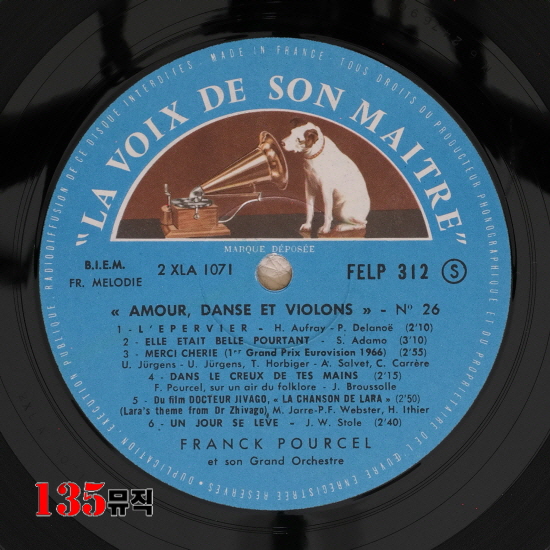 DUPLICATION - EXÉCUTION PUBLIQUE - RADIODIFFUSION DE CE DISQUE INTERDITES · MADE IN FRANCE · TOUS DROITS DU PRODUCTEUR PHONOGRAPHIQUE ET DU PROPRIÉTAIRE DE L'ŒUVRE ENREGISTRÉE RÉSERVÉS
"LA VOIX DE SON MAITRE"
MARQUE DÉPOSÉE
B.I.E.M. 2 XLA 1071 FELP 312 S
FR. MELODIE
« AMOUR, DANSE ET VIOLONS » - N° 26
1 - L'EPERVIER - H. Aufray - P. Delanoë (2'10)
2 - ELLE ETAIT BELLE POURTANT - S. Adamo (3'10)
3 - MERCI CHERIE (1er Grand Prix Eurovision 1966) (2'55)
U. Jürgens - U. Jürgens, T. Horbiger - A. Salvet, C. Carrère
4 - DANS LE CREUX DE TES MAINS (2'15)
F. Pourcel, sur un air du folklore - J. Broussolle
5 - Du film DOCTEUR JIVAGO, « LA CHANSON DE LARA » (2'50)
(Lara's theme from Dr Zhivago), M. Jarre-P.F. Webster, H. Ithier
6 - UN JOUR SE LEVE - J. W. Stole (2'40)
FRANCK POURCEL
et son Grand Orchestre
135뮤직